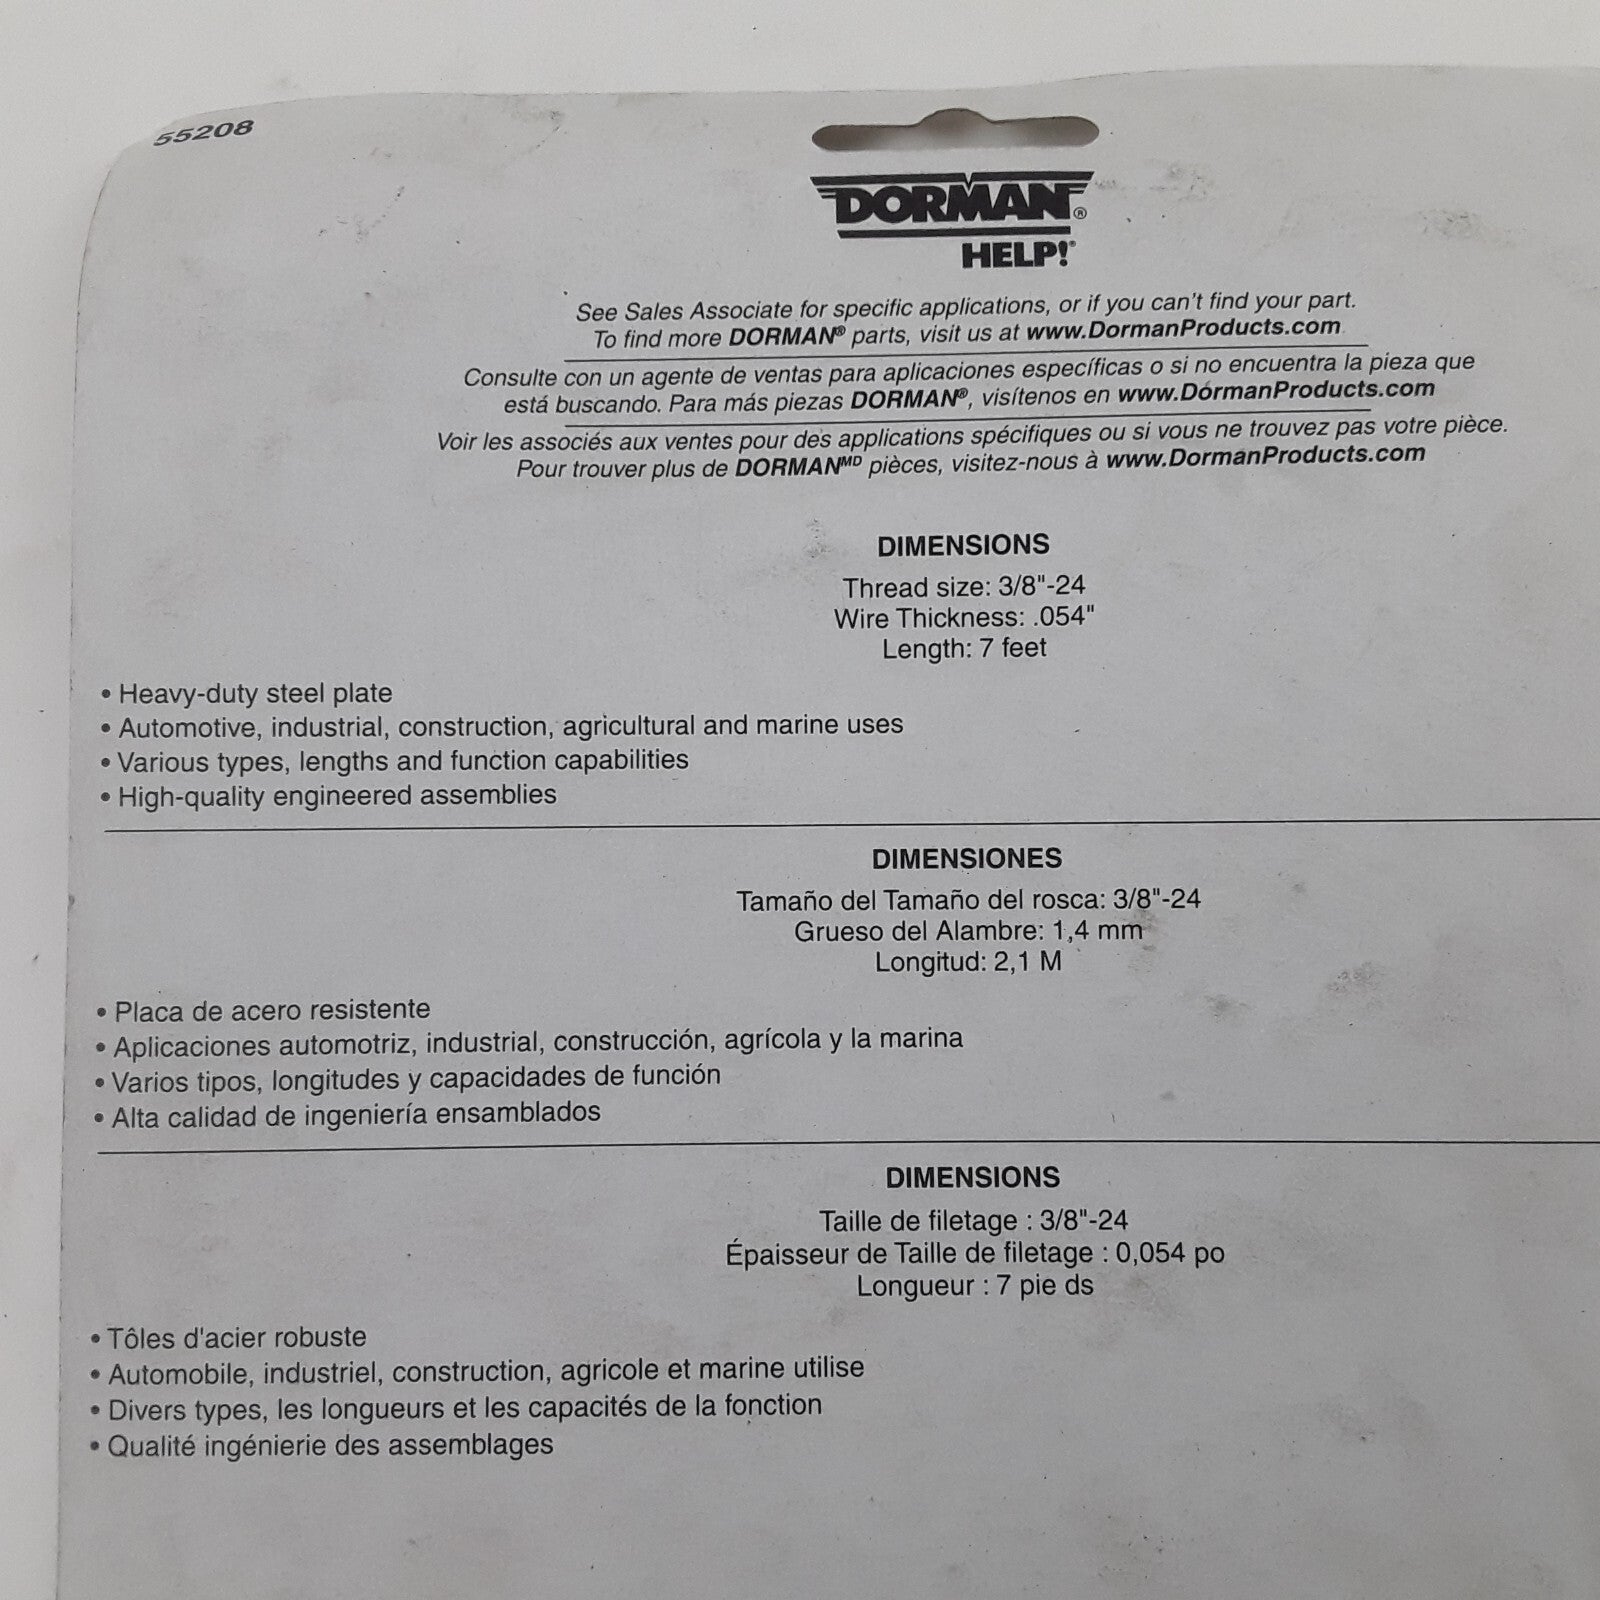 55208
DORMAN®
HELP!®
See Sales Associate for specific applications, or if you can't find your part.
To find more DORMAN® parts, visit us at www.DormanProducts.com
Consulte con un agente de ventas para aplicaciones específicas o si no encuentra la pieza que
está buscando. Para más piezas DORMAN®, visítenos en www.DormanProducts.com
Voir les associés aux ventes pour des applications spécifiques ou si vous ne trouvez pas votre pièce.
Pour trouver plus de DORMANMD pièces, visitez-nous à www.DormanProducts.com
DIMENSIONS
Thread size: 3/8"-24
Wire Thickness: .054"
Length: 7 feet
• Heavy-duty steel plate
• Automotive, industrial, construction, agricultural and marine uses
• Various types, lengths and function capabilities
• High-quality engineered assemblies
DIMENSIONES
Tamaño del Tamaño del rosca: 3/8"-24
Grueso del Alambre: 1,4 mm
Longitud: 2,1 M
• Placa de acero resistente
• Aplicaciones automotriz, industrial, construcción, agrícola y la marina
• Varios tipos, longitudes y capacidades de función
• Alta calidad de ingeniería ensamblados
DIMENSIONS
Taille de filetage : 3/8"-24
Épaisseur de Taille de filetage : 0,054 po
Longueur : 7 pie ds
• Tôles d'acier robuste
• Automobile, industriel, construction, agricole et marine utilise
• Divers types, les longueurs et les capacités de la fonction
• Qualité ingénierie des assemblages